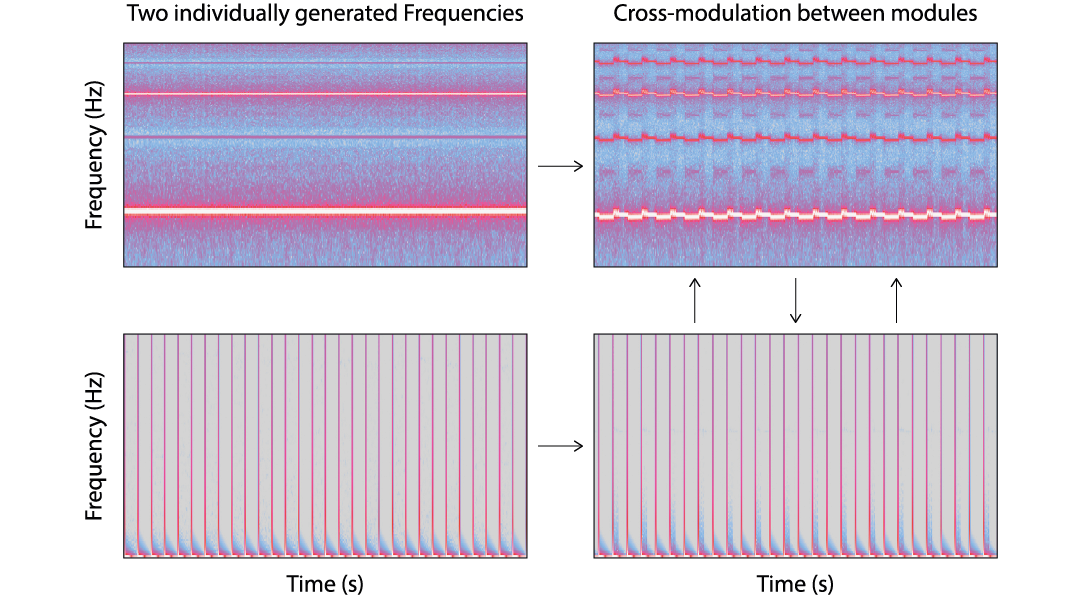 Two individually generated Frequencies
Cross-modulation between modules
Frequency (Hz)
Frequency (Hz)
Time (s)
Time (s)